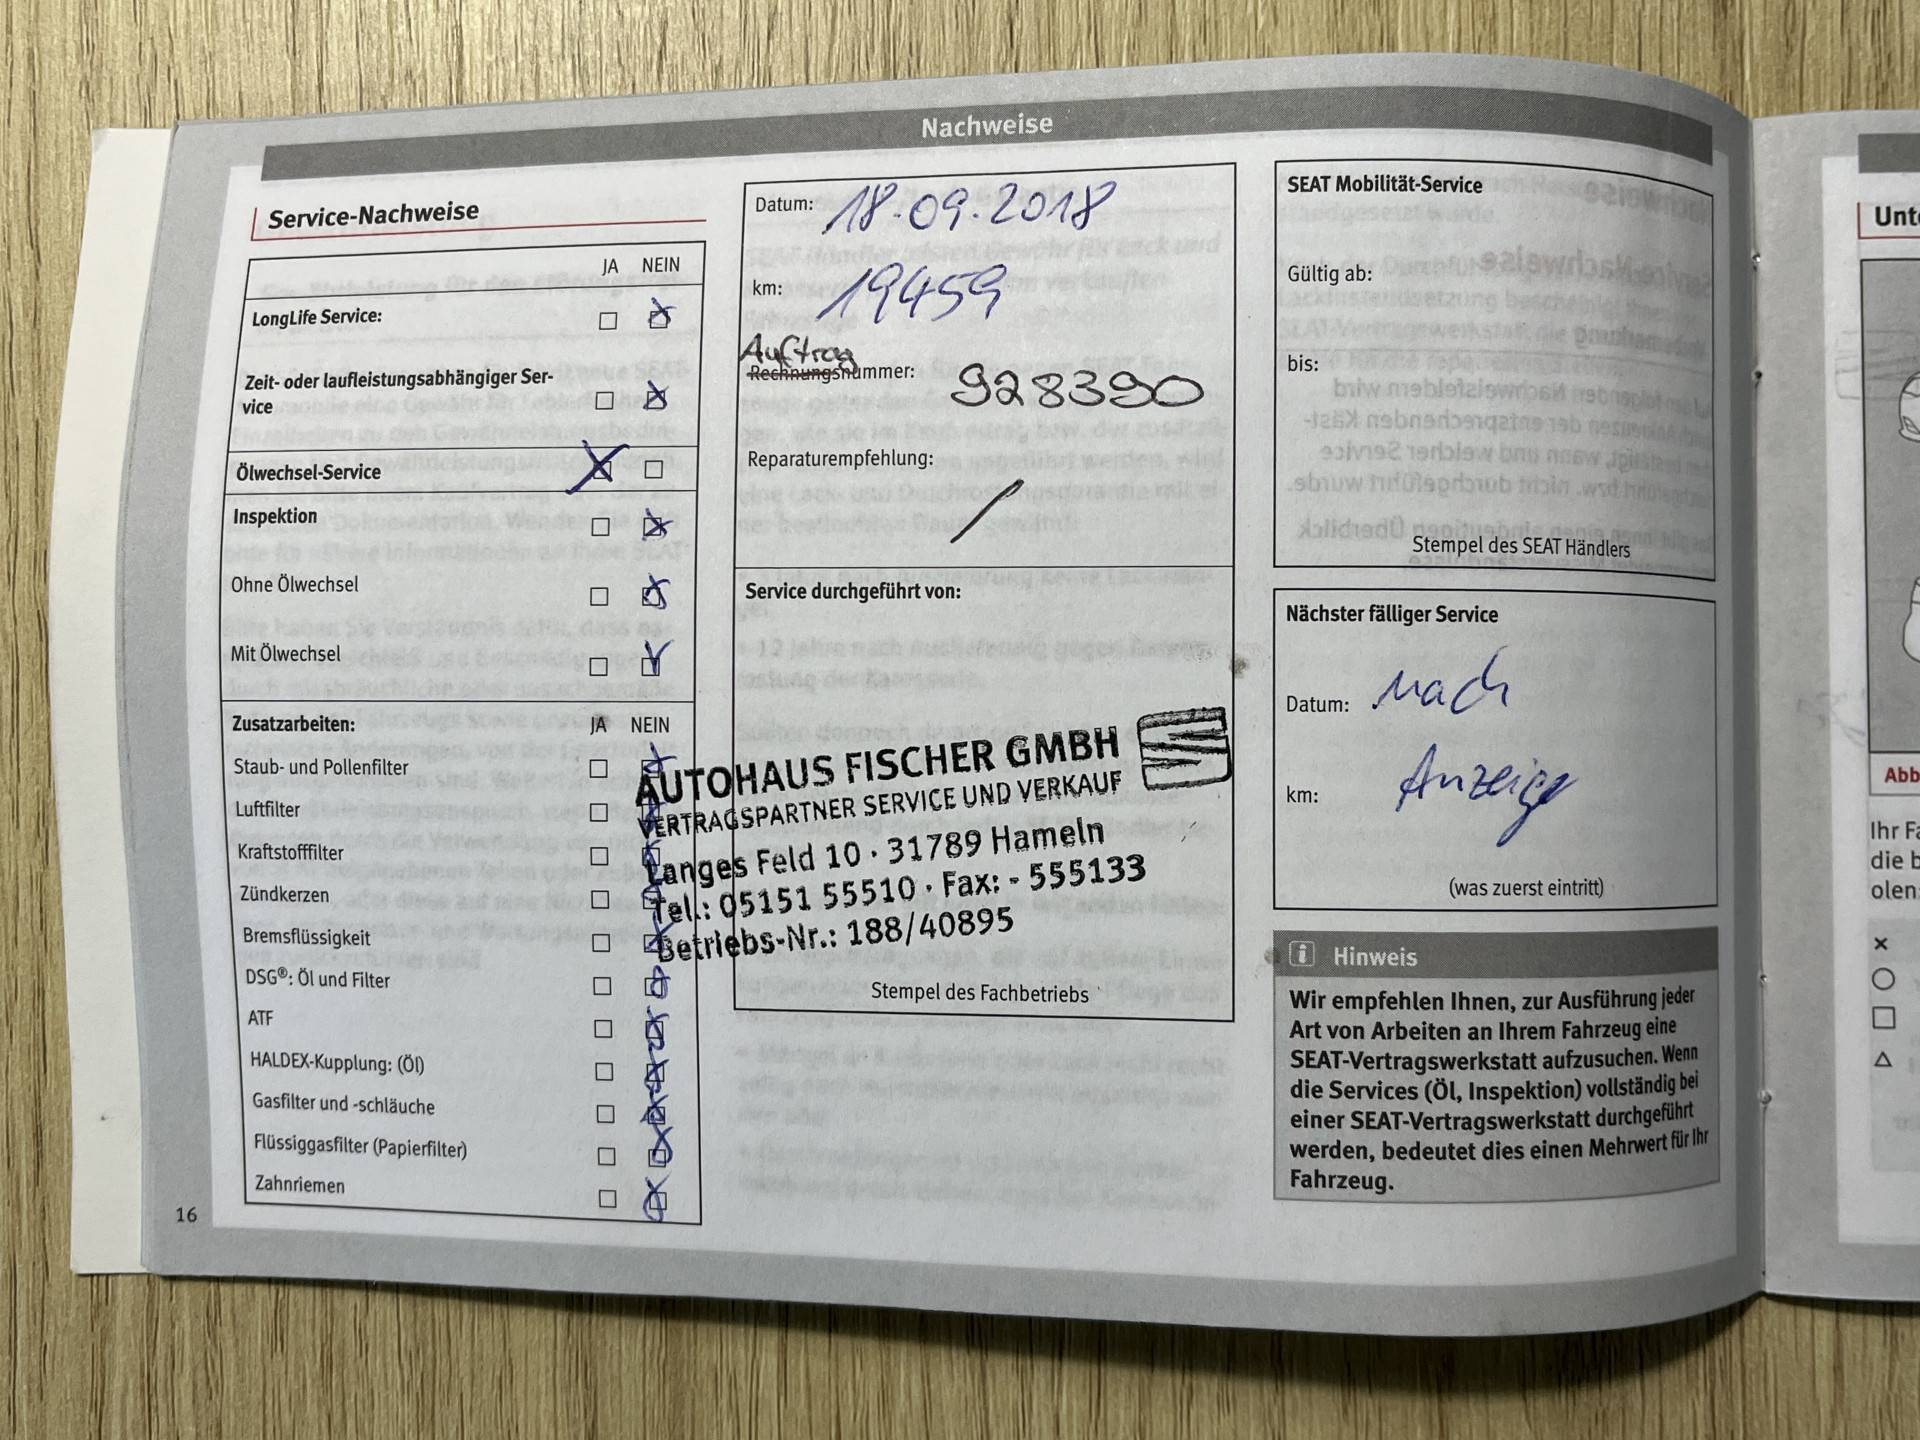 Nachweise
Service-Nachweise
JA NEIN
LongLife Service:
Zeit- oder laufleistungsabhängiger Ser-
vice
Ölwechsel-Service
Inspektion
Ohne Ölwechsel
Mit Ölwechsel
Zusatzarbeiten: JA NEIN
Staub- und Pollenfilter
Luftfilter
Kraftstofffilter
Zündkerzen
Bremsflüssigkeit
DSG®: Öl und Filter
ATF
HALDEX-Kupplung: (Öl)
Gasfilter und -schläuche
Flüssiggasfilter (Papierfilter)
Zahnriemen
16
Datum: 18.09.2018
km: 19459
Auftrag
Rechnungsnummer: 928390
Reparaturempfehlung:
/
Service durchgeführt von:
AUTOHAUS FISCHER GMBH
VERTRAGSPARTNER SERVICE UND VERKAUF
Langes Feld 10 · 31789 Hameln
Tel.: 05151 55510 · Fax: - 555133
Betriebs-Nr.: 188/40895
Stempel des Fachbetriebs
SEAT Mobilität-Service
Gültig ab:
bis:
Stempel des SEAT Händlers
Nächster fälliger Service
Datum: nach
km: Anzeige
(was zuerst eintritt)
i Hinweis
Wir empfehlen Ihnen, zur Ausführung jeder
Art von Arbeiten an Ihrem Fahrzeug eine
SEAT-Vertragswerkstatt aufzusuchen. Wenn
die Services (Öl, Inspektion) vollständig bei
einer SEAT-Vertragswerkstatt durchgeführt
werden, bedeutet dies einen Mehrwert für Ihr
Fahrzeug.
Unte
Abb
Ihr Fa
die b
olen: